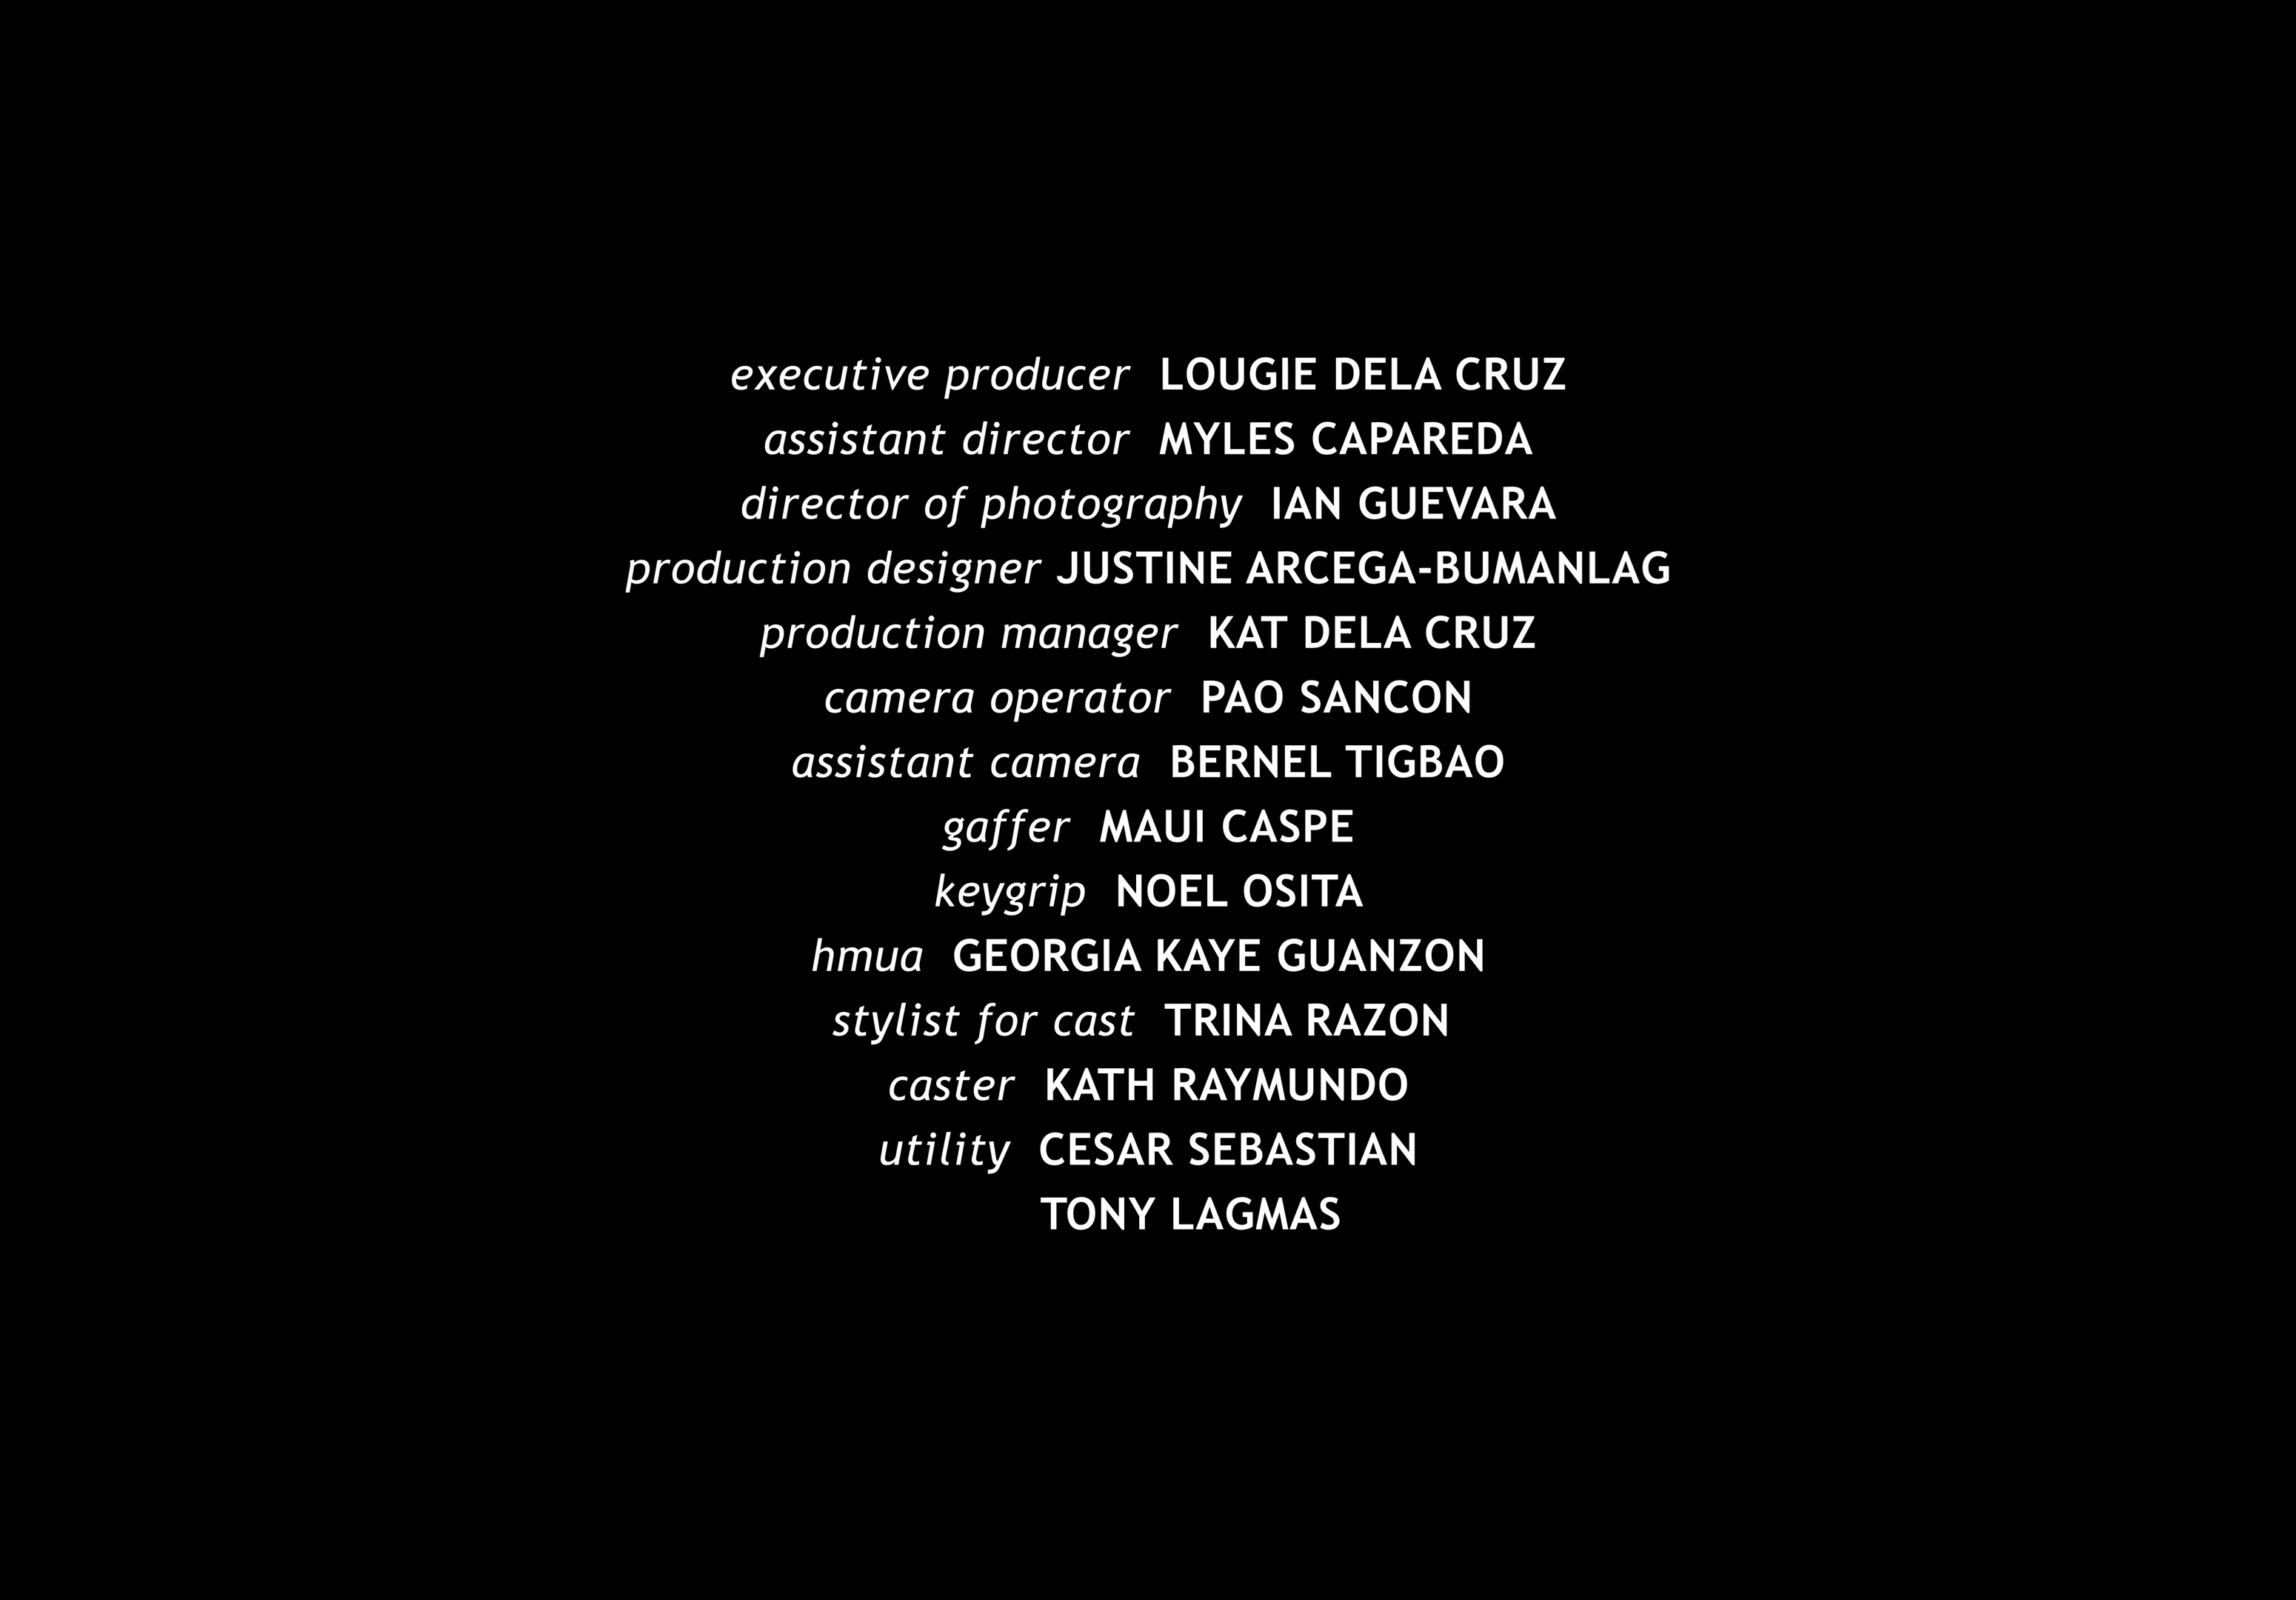 executive producer LOUGIE DELA CRUZ
assistant director MYLES CAPAREDA
director of photography IAN GUEVARA
production designer JUSTINE ARCEGA-BUMANLAG
production manager KAT DELA CRUZ
camera operator PAO SANCON
assistant camera BERNEL TIGBAO
gaffer MAUI CASPE
keygrip NOEL OSITA
hmua GEORGIA KAYE GUANZON
stylist for cast TRINA RAZON
caster KATH RAYMUNDO
utility CESAR SEBASTIAN
TONY LAGMAS